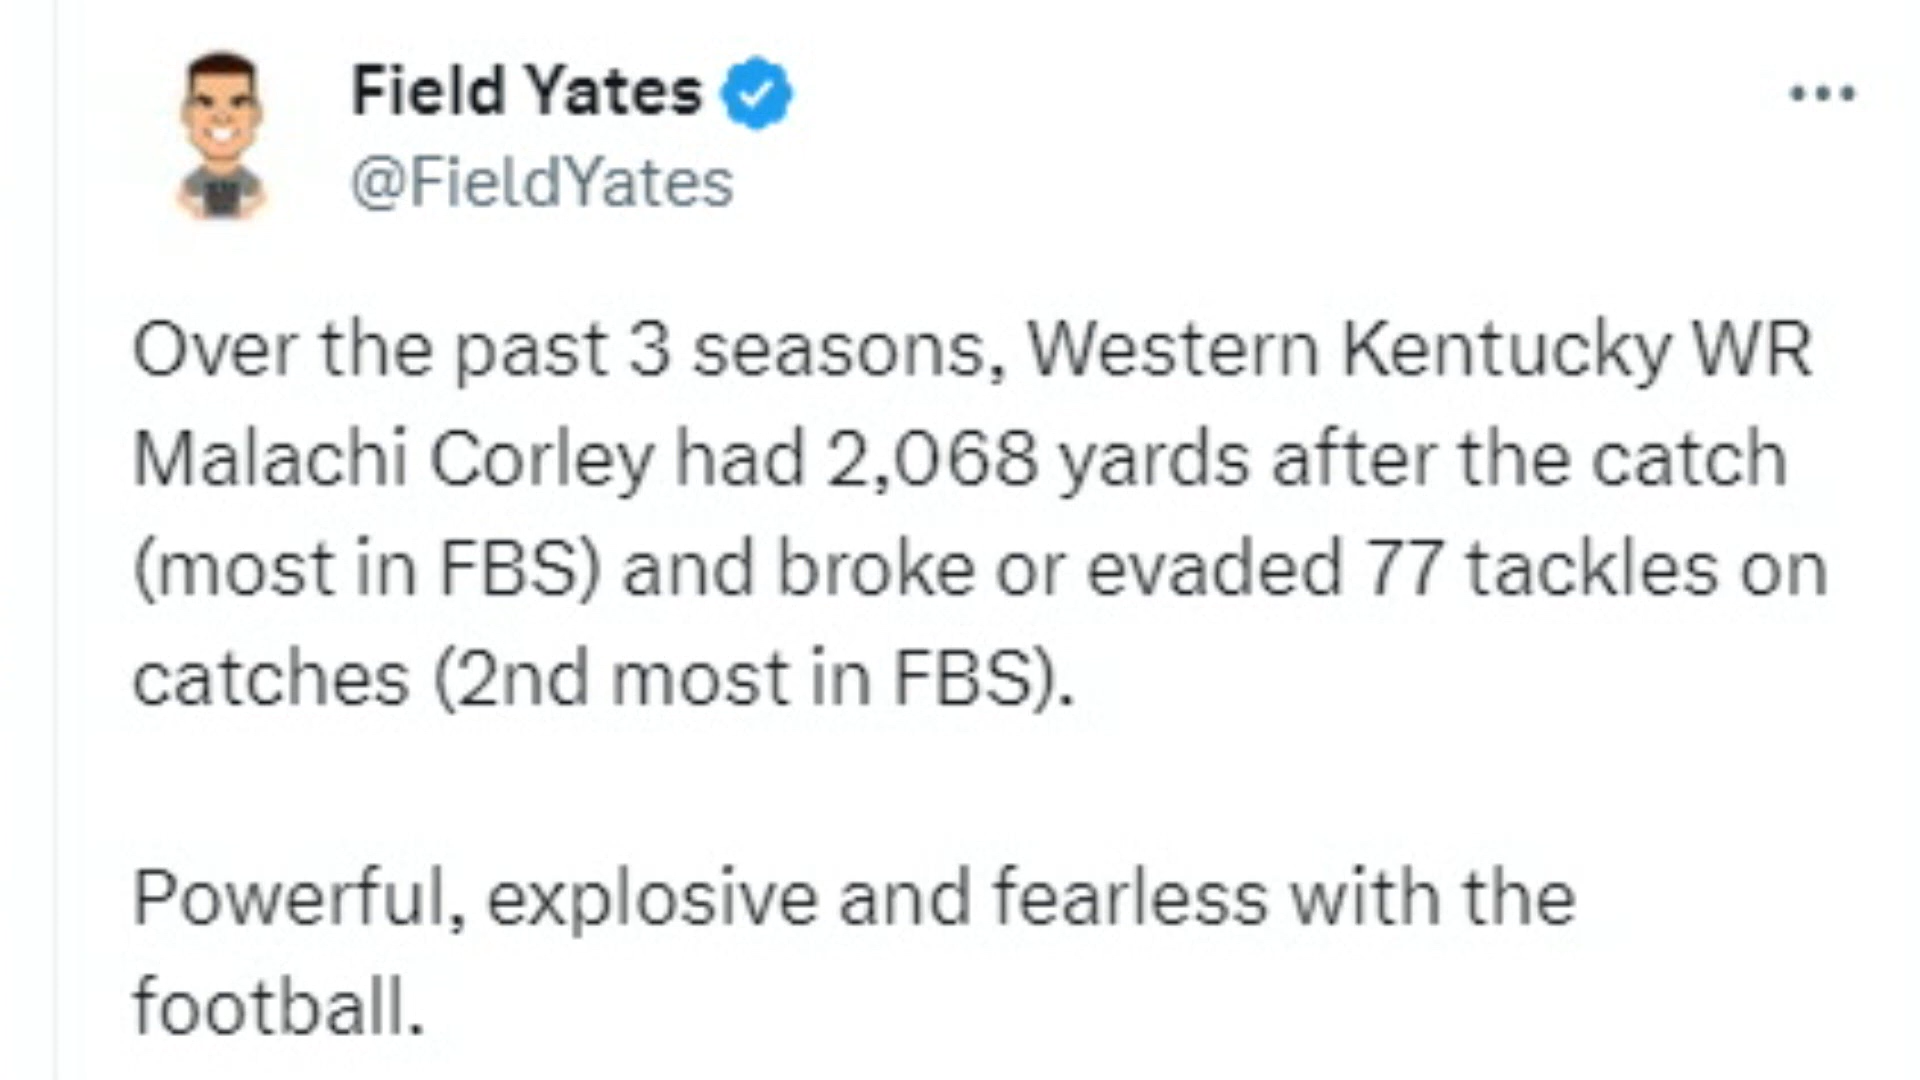 Field Yates
@FieldYates
Over the past 3 seasons, Western Kentucky WR
Malachi Corley had 2,068 yards after the catch
(most in FBS) and broke or evaded 77 tackles on
catches (2nd most in FBS).
Powerful, explosive and fearless with the
football.